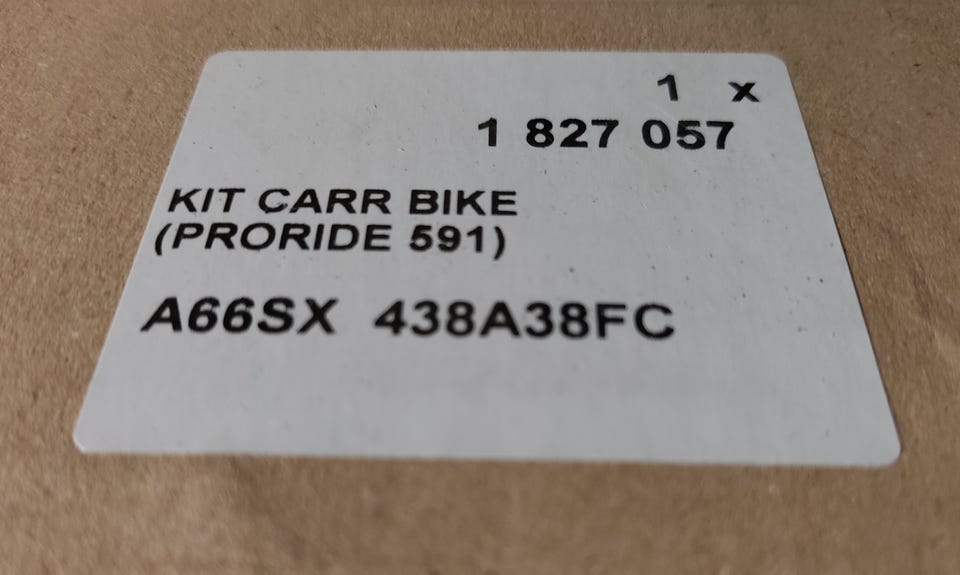 1 x
1 827 057
KIT CARR BIKE
(PRORIDE 591)
A66SX 438A38FC